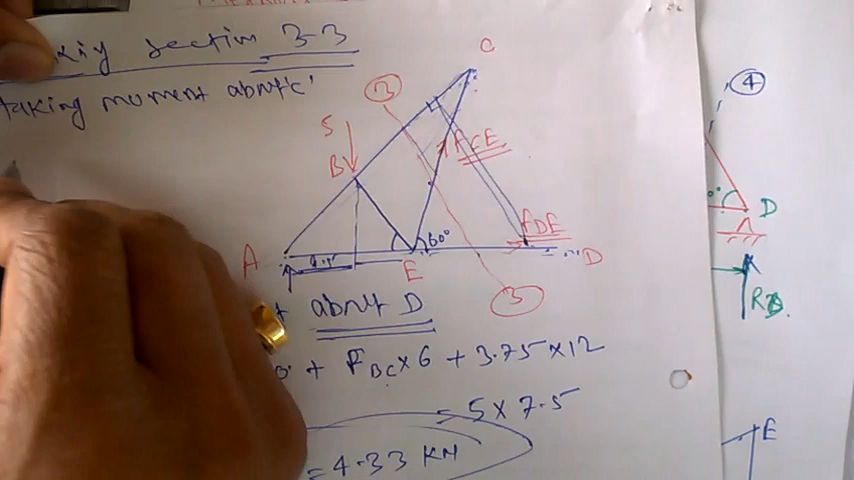 section 3-3
taking moment about 'C'
C
3
5
B
FCE
FDE
60°
A
E
D
3
about D
+ FBC×6 + 3.75×12
= 5×7.5
= 4.33 KN
4
D
RD.
E